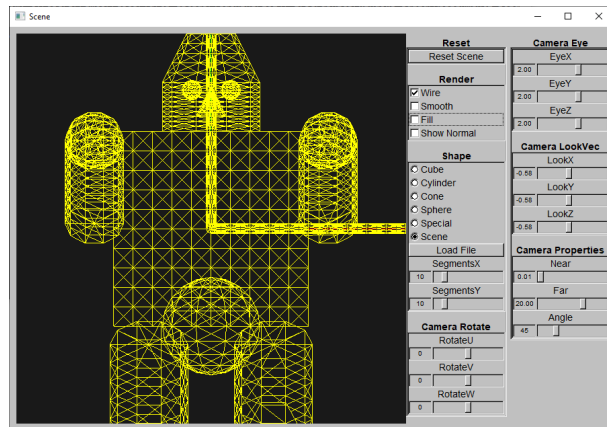 Scene
Reset
Reset Scene
Render
Wire
Smooth
Fill
Show Normal
Shape
Cube
Cylinder
Cone
Sphere
Special
Scene
Load File
SegmentsX
10
SegmentsY
10
Camera Rotate
RotateU
0
RotateV
0
RotateW
0
Camera Eye
EyeX
2.00
EyeY
2.00
EyeZ
2.00
Camera LookVec
LookX
-0.58
LookY
-0.58
LookZ
-0.58
Camera Properties
Near
0.01
Far
20.00
Angle
45